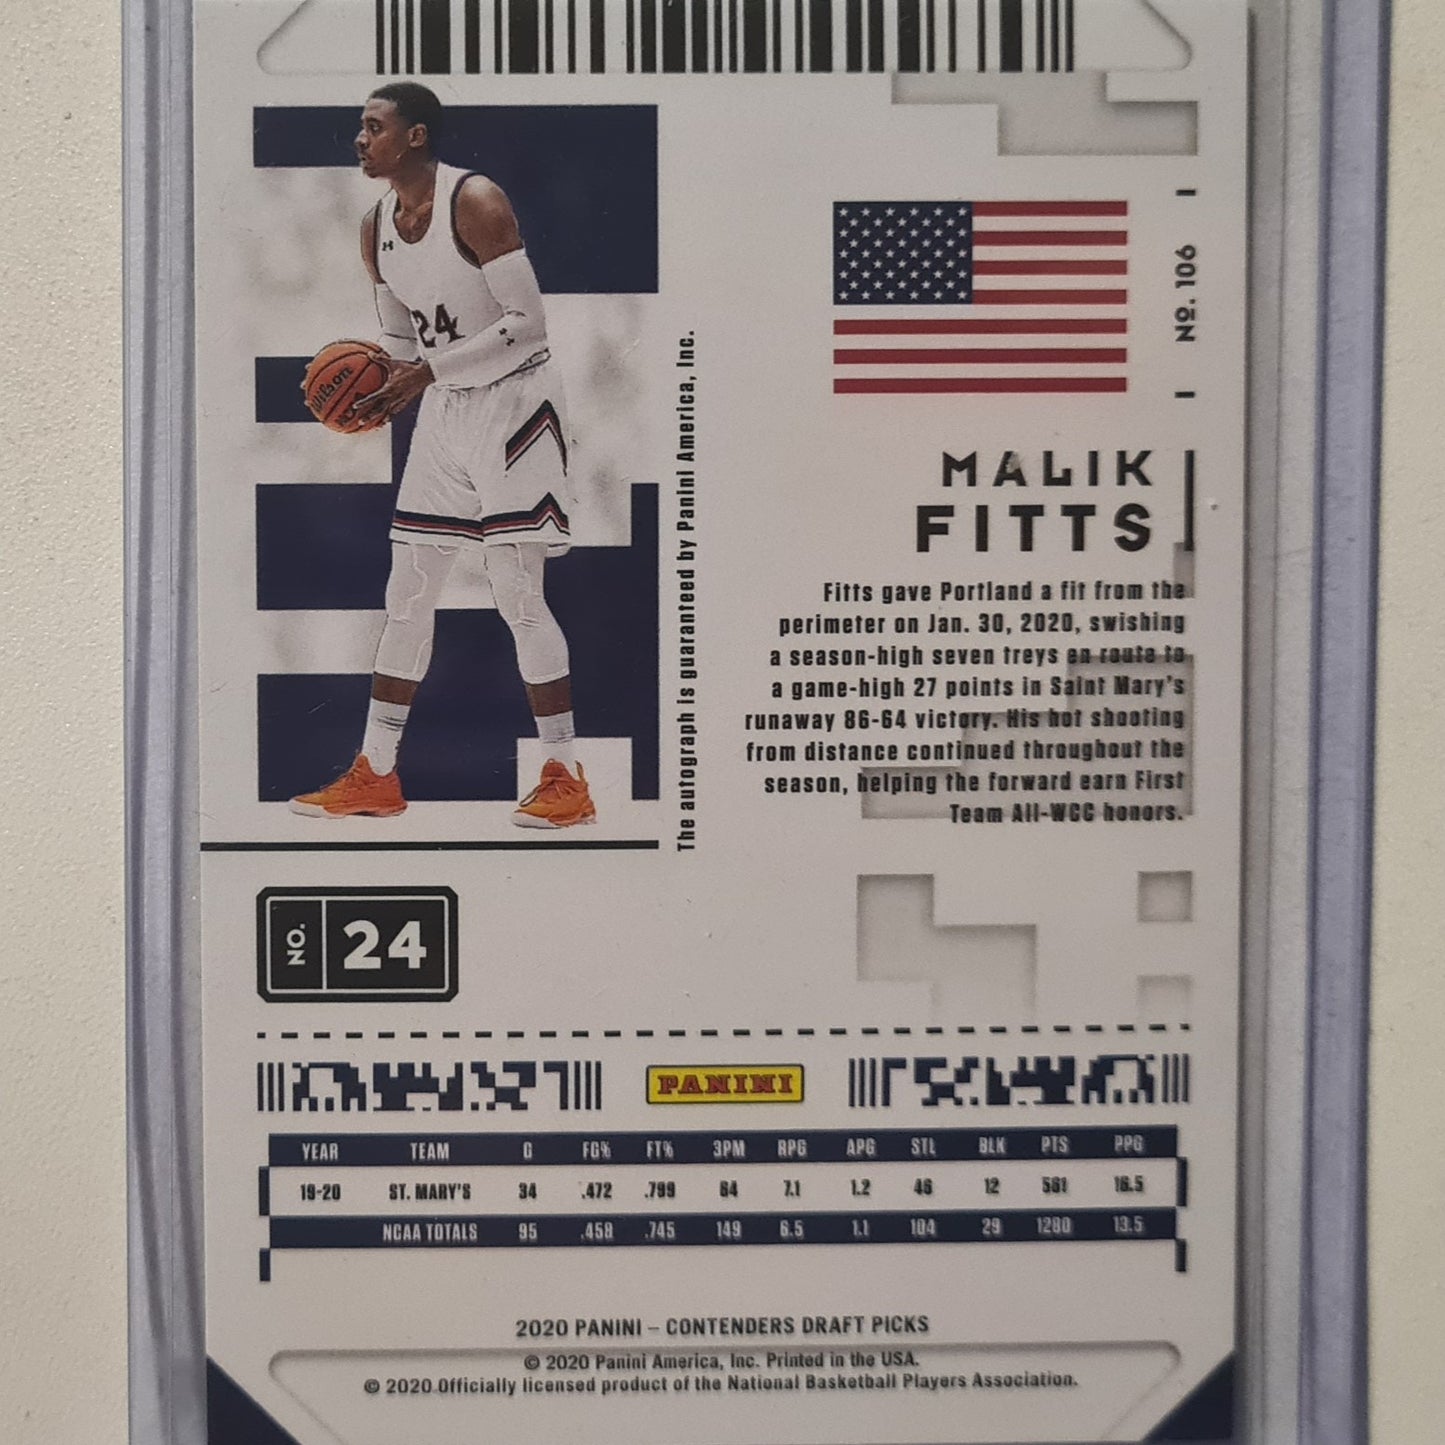 24
Wilson
The autograph is guaranteed by Panini America, Inc.
NO. 106
MALIK
FITTS
Fitts gave Portland a fit from the
perimeter on Jan. 30, 2020, swishing
a season-high seven treys en route to
a game-high 27 points in Saint Mary's
runaway 86-64 victory. His hot shooting
from distance continued throughout the
season, helping the forward earn First
Team All-WCC honors.
NO. 24
PANINI
YEAR TEAM G FG% FT% 3PM RPG APG STL BLK PTS PPG
19-20 ST. MARY'S 34 .472 .799 64 7.1 1.2 46 12 561 16.5
NCAA TOTALS 95 .458 .745 149 6.5 1.1 104 29 1280 13.5
2020 PANINI – CONTENDERS DRAFT PICKS
© 2020 Panini America, Inc. Printed in the USA.
© 2020 Officially licensed product of the National Basketball Players Association.